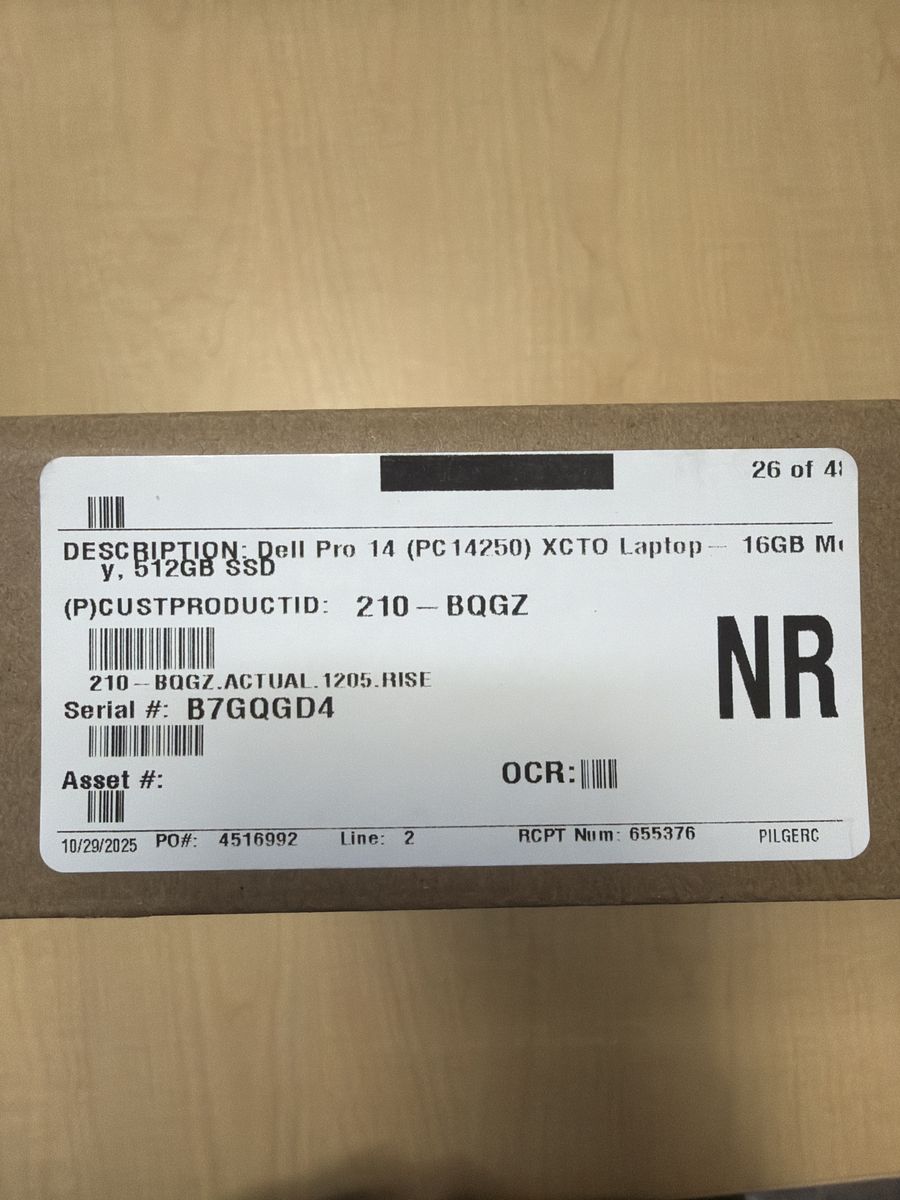 26 of
DESCRIPTION: Dell Pro 14 (PC14250) XCTO Laptop – 16GB
y, 512GB SSD
(P)CUSTPRODUCTID: 210–BQGZ
NR
210–BQGZ.ACTUAL.1205.RISE
Serial #: B7GQGD4
Asset #:
OCR:
10/29/2025 PO#: 4516992 Line: 2 RCPT Num: 655376 PILGERC